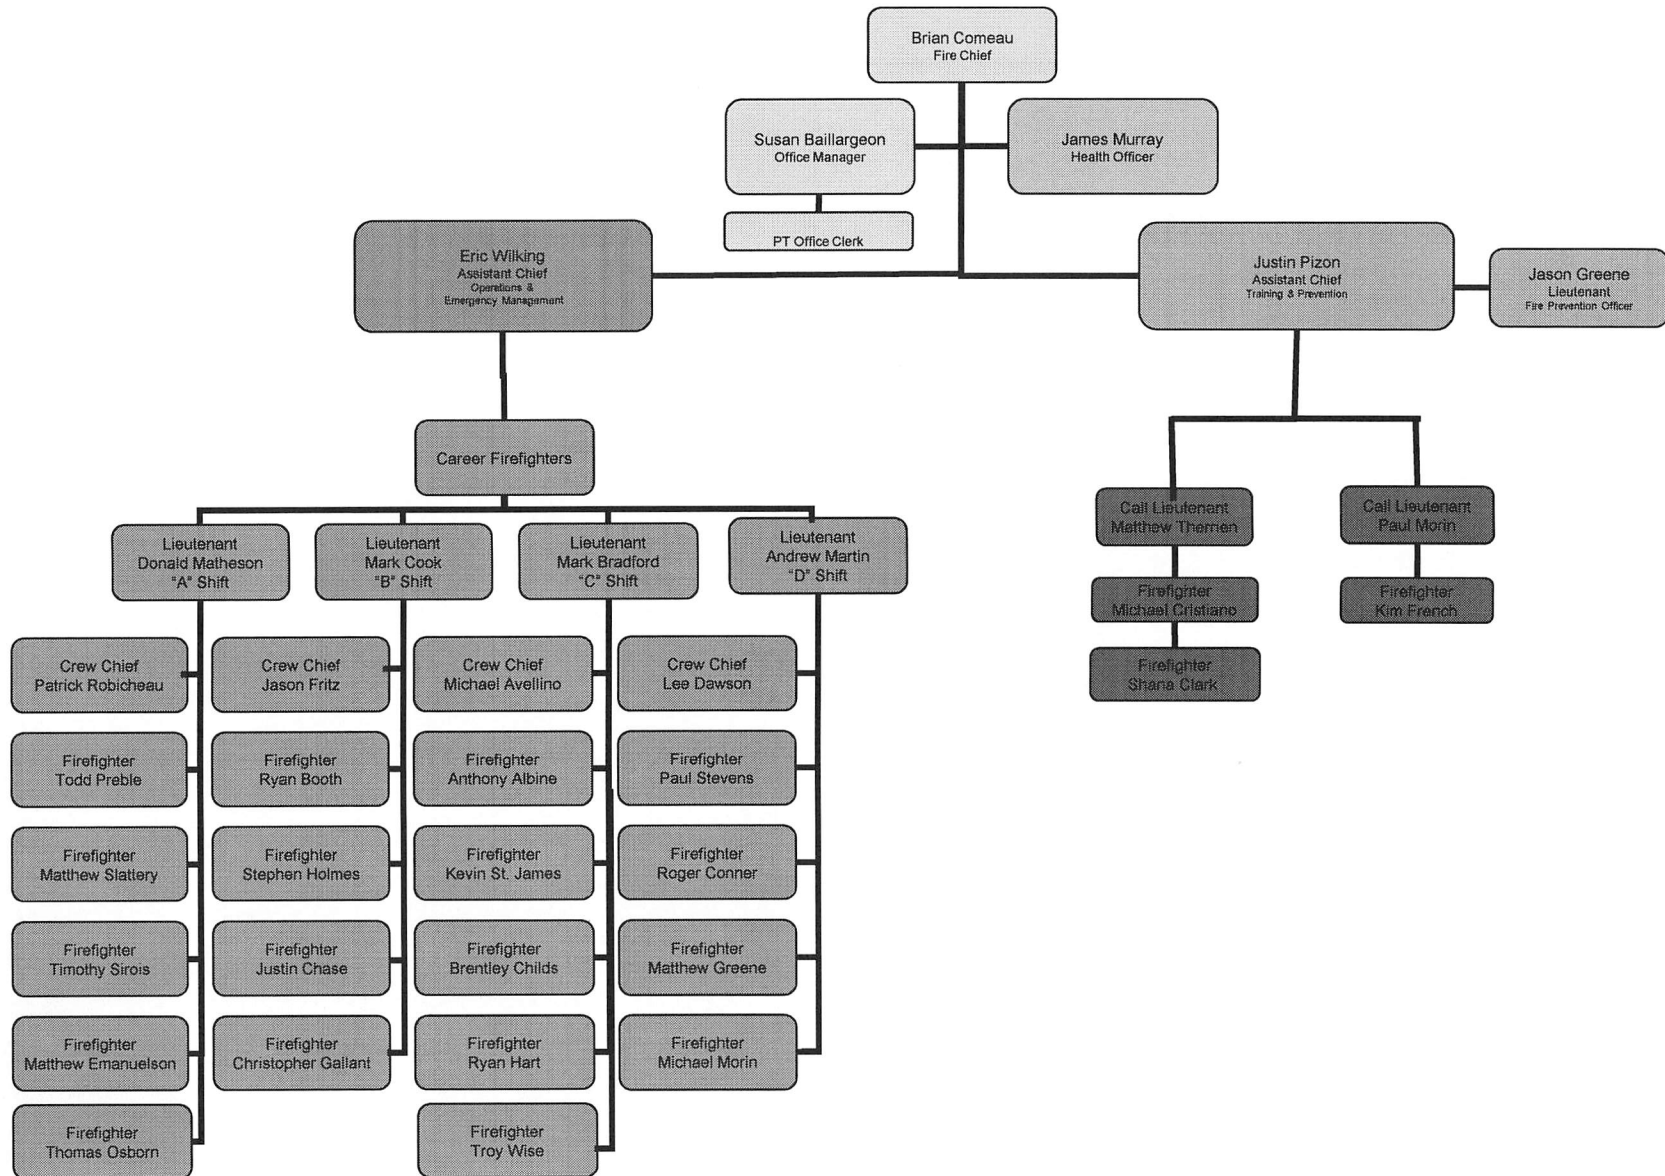 Brian Comeau
Fire Chief
Susan Baillargeon
Office Manager
James Murray
Health Officer
PT Office Clerk
Eric Wilking
Assistant Chief
Operations &
Emergency Management
Justin Pizon
Assistant Chief
Training & Prevention
Jason Greene
Lieutenant
Fire Prevention Officer
Career Firefighters
Lieutenant
Donald Matheson
"A" Shift
Lieutenant
Mark Cook
"B" Shift
Lieutenant
Mark Bradford
"C" Shift
Lieutenant
Andrew Martin
"D" Shift
Call Lieutenant
Matthew Therrien
Call Lieutenant
Paul Morin
Firefighter
Michael Cristiano
Firefighter
Kim French
Firefighter
Shana Clark
Crew Chief
Patrick Robicheau
Crew Chief
Jason Fritz
Crew Chief
Michael Avellino
Crew Chief
Lee Dawson
Firefighter
Todd Preble
Firefighter
Ryan Booth
Firefighter
Anthony Albine
Firefighter
Paul Stevens
Firefighter
Matthew Slattery
Firefighter
Stephen Holmes
Firefighter
Kevin St. James
Firefighter
Roger Conner
Firefighter
Timothy Sirois
Firefighter
Justin Chase
Firefighter
Brentley Childs
Firefighter
Matthew Greene
Firefighter
Matthew Emanuelson
Firefighter
Christopher Gallant
Firefighter
Ryan Hart
Firefighter
Michael Morin
Firefighter
Thomas Osborn
Firefighter
Troy Wise